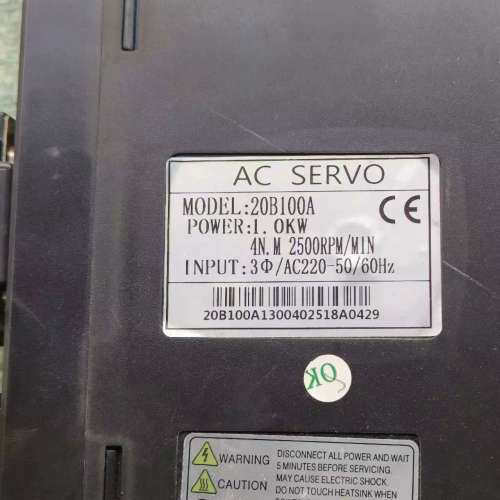 AC SERVO
MODEL:20B100A
CE
POWER:1.0KW
4N.M 2500RPM/MIN
INPUT:3Φ/AC220-50/60Hz
20B100A1300402518A0429
OK
WARNING
DISCONNECT ALL POWER AND WAIT
5 MINUTES BEFORE SERVICING.
MAY CAUSE ELECTRIC SHOCK.
CAUTION
DO NOT TOUCH HEATSINK WHEN